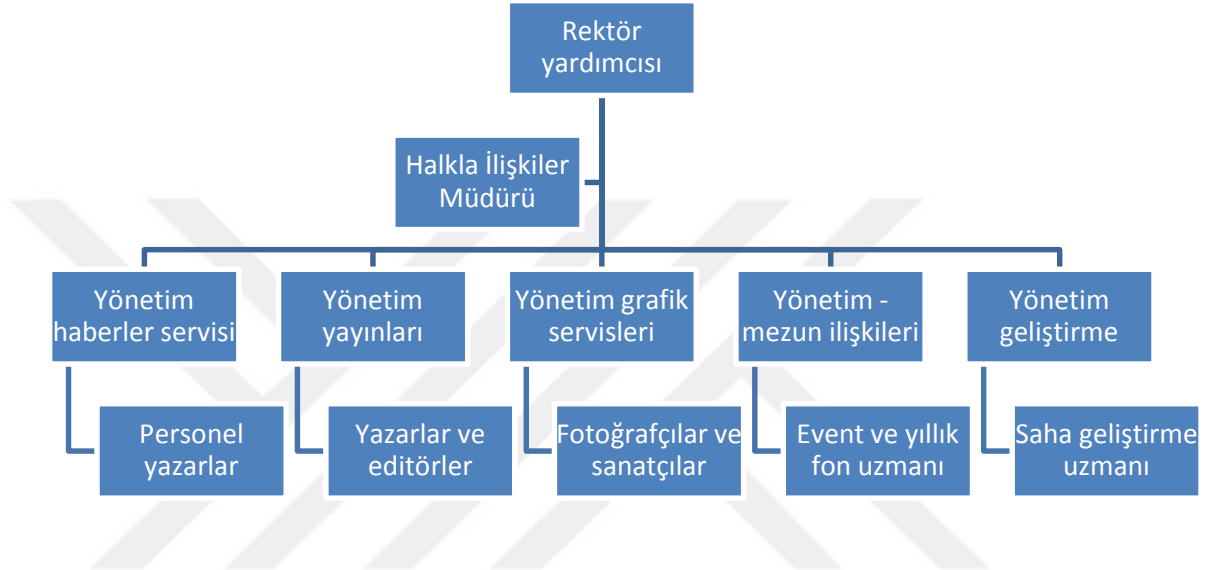 Rektör
yardımcısı
Halkla İlişkiler
Müdürü
Yönetim
haberler servisi
Yönetim
yayınları
Yönetim grafik
servisleri
Yönetim -
mezun ilişkileri
Yönetim
geliştirme
Personel
yazarlar
Yazarlar ve
editörler
Fotoğrafçılar ve
sanatçılar
Event ve yıllık
fon uzmanı
Saha geliştirme
uzmanı